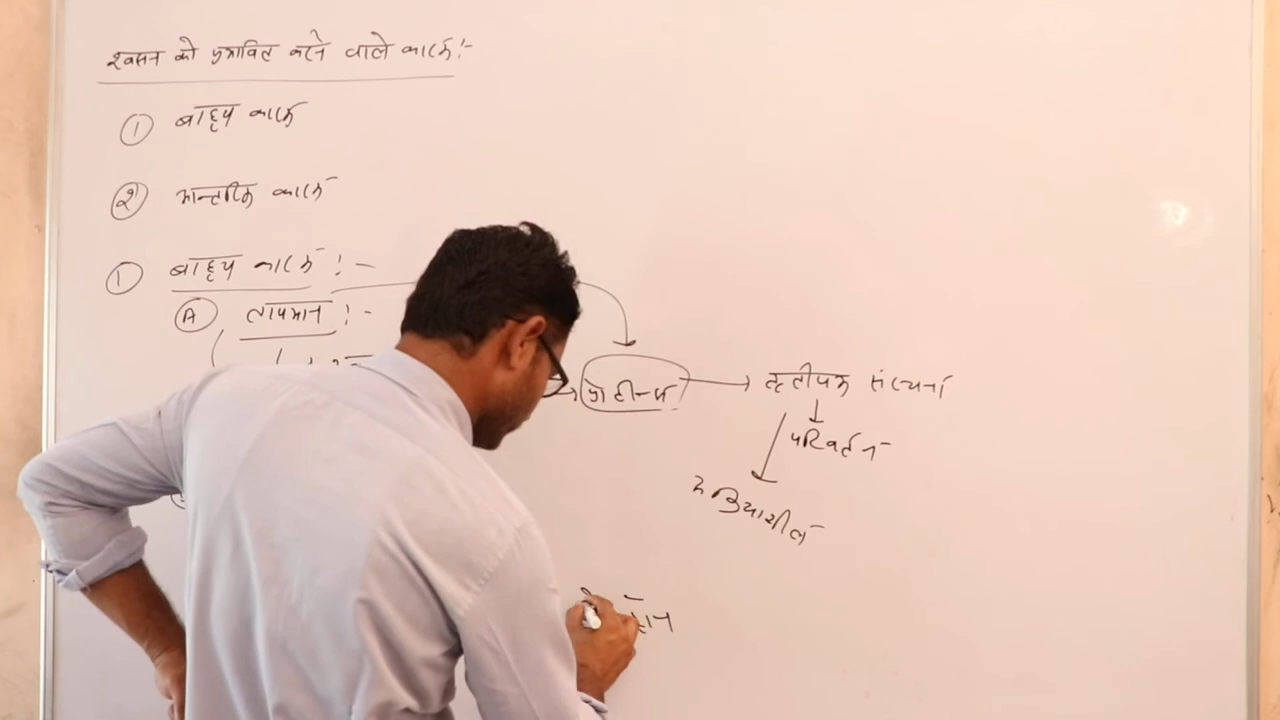 श्वसन को प्रभावित करने वाले कारक :-
① बाह्य कारक
② आन्तरिक कारक
① बाह्य कारक :-
Ⓐ तापमान :-
प्रोटीन्स → तृतीयक संरचना
↓
परिवर्तन